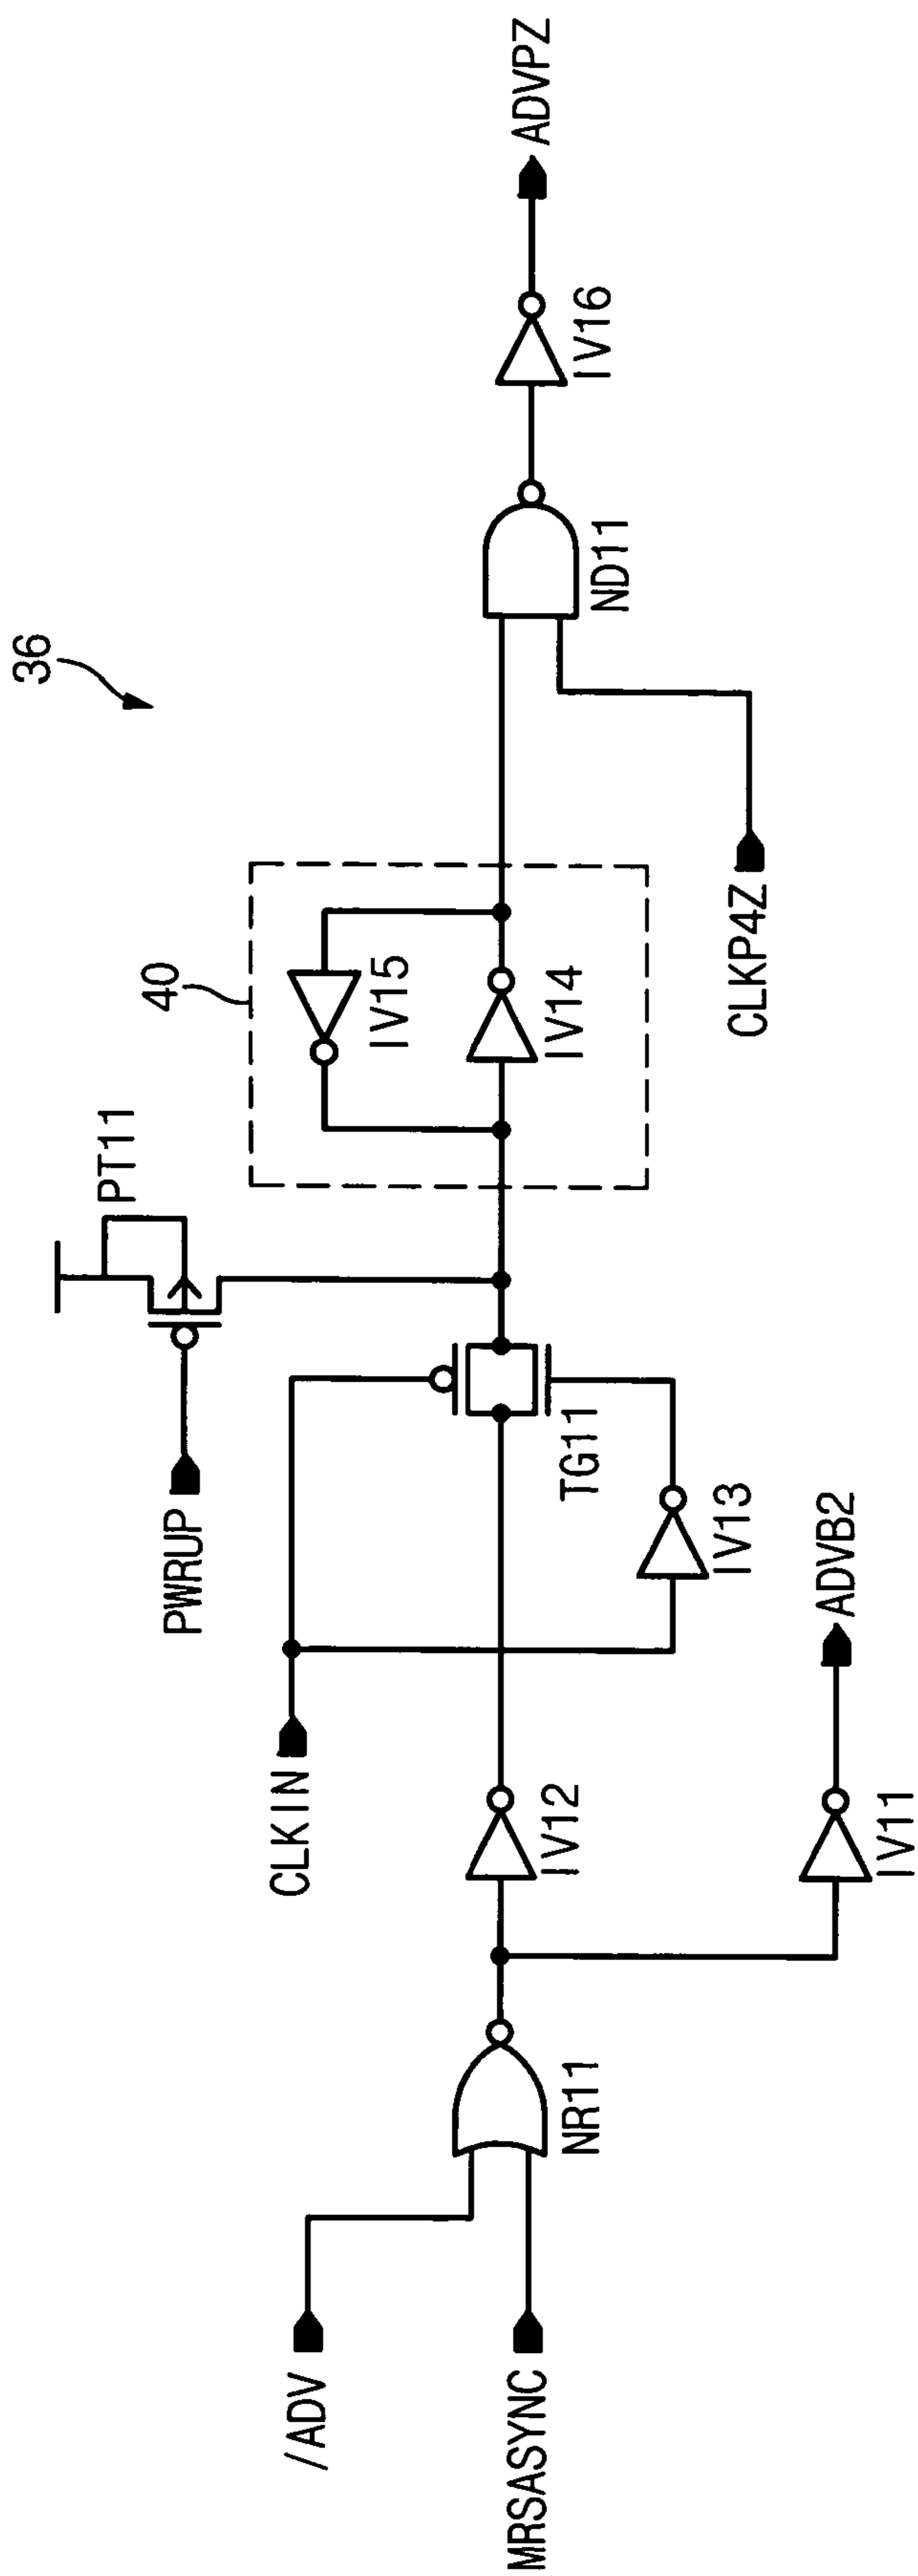 36
/ADV
MRSASYNC
NR11
IV12
IV11
ADVB2
CLKIN
IV13
TG11
PWRUP
PT11
40
IV15
IV14
CLKP4Z
ND11
IV16
ADVPZ